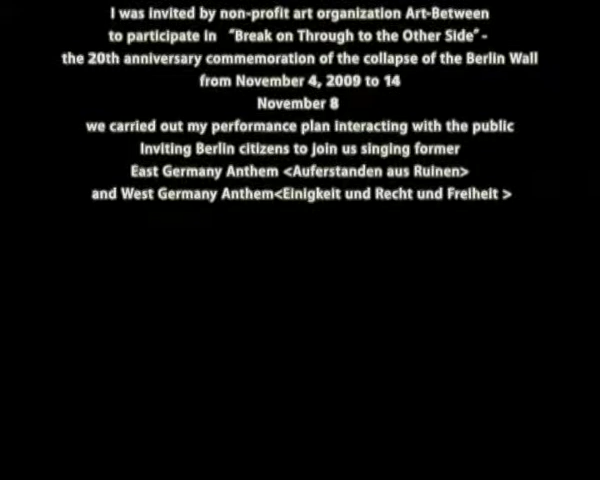 I was invited by non-profit art organization Art-Between
to participate in “Break on Through to the Other Side” -
the 20th anniversary commemoration of the collapse of the Berlin Wall
from November 4, 2009 to 14
November 8
we carried out my performance plan interacting with the public
Inviting Berlin citizens to join us singing former
East Germany Anthem <Auferstanden aus Ruinen>
and West Germany Anthem<Einigkeit und Recht und Freiheit >